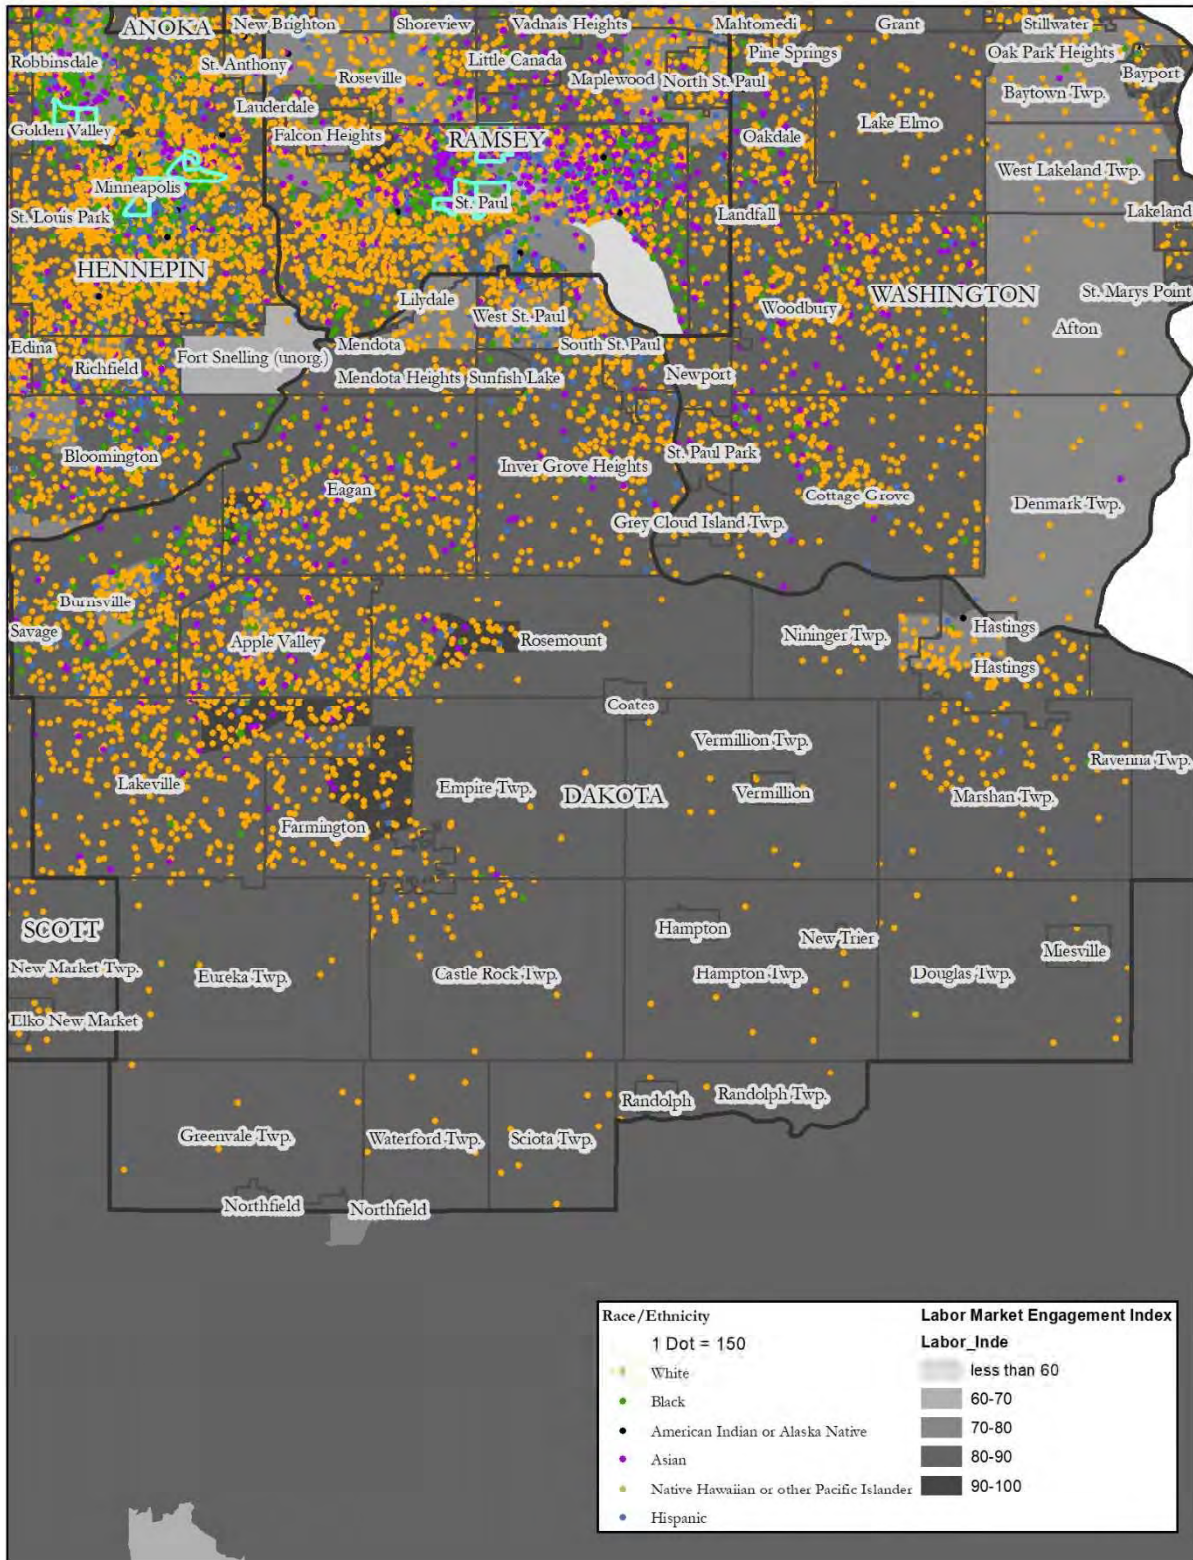 ANOKA
New Brighton
Shoreview
Vadnais Heights
Mahtomedi
Grant
Stillwater
Robbinsdale
St. Anthony
Roseville
Little Canada
Maplewood
North St. Paul
Pine Springs
Oak Park Heights
Bayport
Baytown Twp.
Lauderdale
Golden Valley
Falcon Heights
RAMSEY
Oakdale
Lake Elmo
West Lakeland Twp.
Minneapolis
St. Louis Park
St. Paul
Landfall
Lakeland
HENNEPIN
Lilydale
West St. Paul
Woodbury
WASHINGTON
St. Marys Point
Afton
Edina
Richfield
Fort Snelling (unorg.)
Mendota
South St. Paul
Mendota Heights
Sunfish Lake
Newport
Bloomington
Eagan
Inver Grove Heights
St. Paul Park
Cottage Grove
Denmark Twp.
Grey Cloud Island Twp.
Burnsville
Savage
Apple Valley
Rosemount
Nininger Twp.
Hastings
Hastings
Coates
Vermillion Twp.
Lakeville
Empire Twp.
DAKOTA
Vermillion
Marshan Twp.
Ravenna Twp.
Farmington
SCOTT
Hampton
New Trier
Miesville
New Market Twp.
Eureka Twp.
Castle Rock Twp.
Hampton Twp.
Douglas Twp.
Elko New Market
Randolph
Randolph Twp.
Greenvale Twp.
Waterford Twp.
Sciota Twp.
Northfield
Northfield
Race/Ethnicity
1 Dot = 150
White
Black
American Indian or Alaska Native
Asian
Native Hawaiian or other Pacific Islander
Hispanic
Labor Market Engagement Index
Labor_Inde
less than 60
60-70
70-80
80-90
90-100